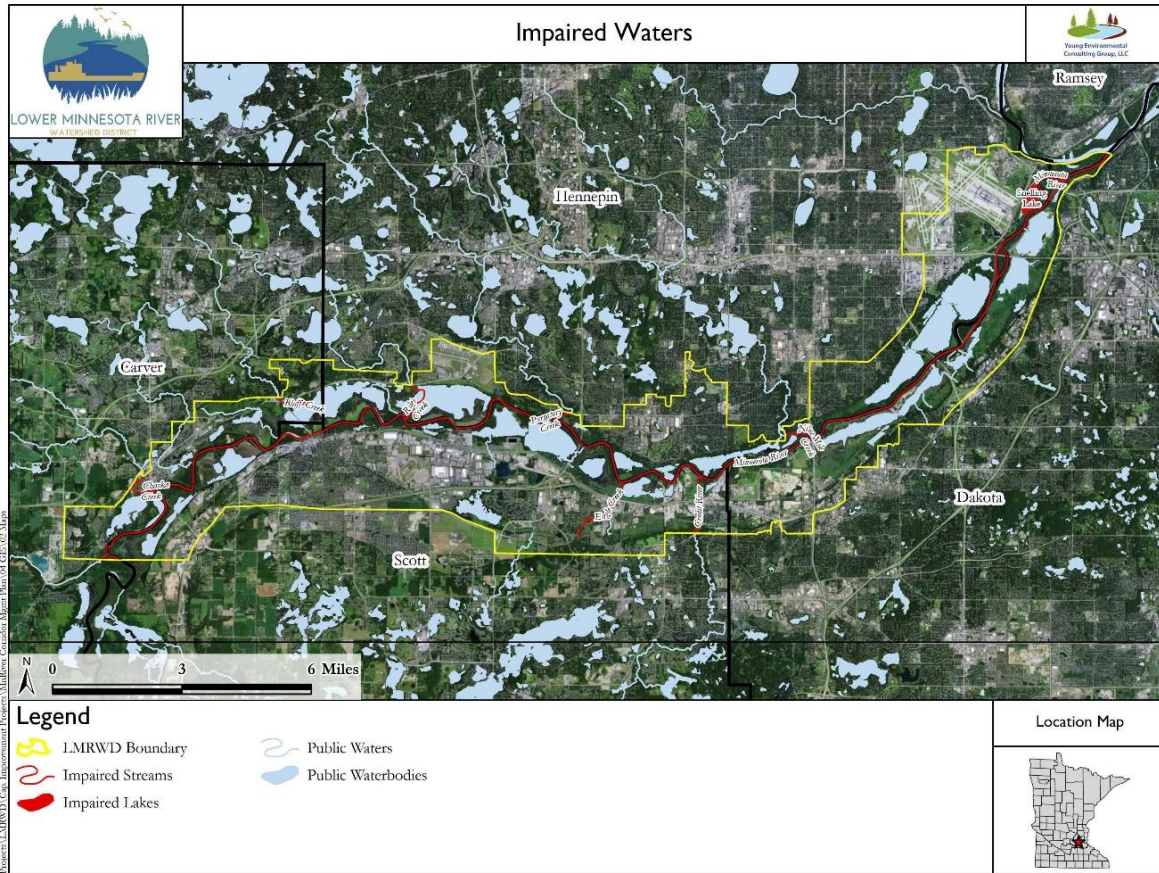 LOWER MINNESOTA RIVER
WATERSHED DISTRICT
Impaired Waters
Young Environmental
Consulting Group, LLC
Ramsey
Hennepin
Minnesota
River
Snelling
Lake
Carver
Bluff Creek
Riley
Creek
Purgatory
Creek
Chaska
Creek
Minnesota River
Nine Mile
Creek
Eagle Creek
Credit River
Dakota
Scott
N
0 3 6 Miles
Legend
LMRWD Boundary
Impaired Streams
Impaired Lakes
Public Waters
Public Waterbodies
Location Map